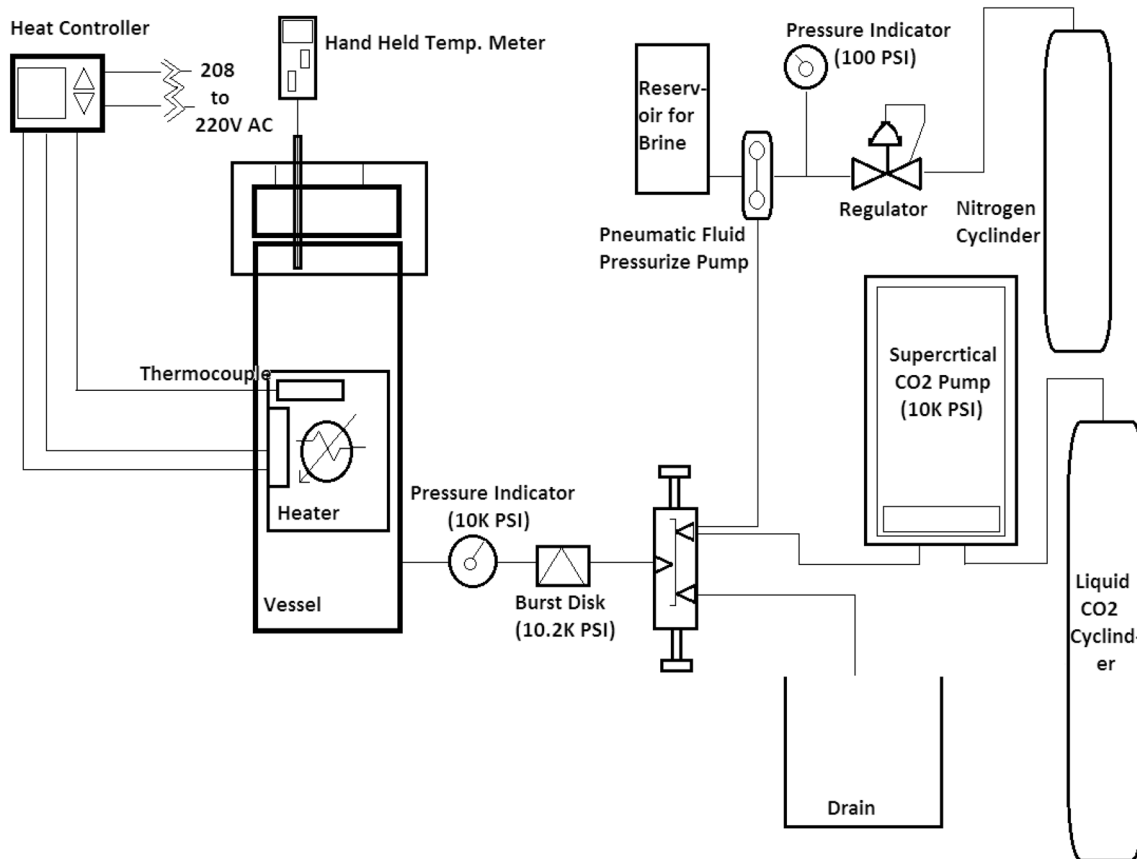 Heat Controller
208
to
220V AC
Hand Held Temp. Meter
Pressure Indicator
(100 PSI)
Reserv-
oir for
Brine
Regulator
Nitrogen
Cyclinder
Pneumatic Fluid
Pressurize Pump
Supercrtical
CO2 Pump
(10K PSI)
Thermocouple
Heater
Vessel
Pressure Indicator
(10K PSI)
Burst Disk
(10.2K PSI)
Liquid
CO2
Cyclind-
er
Drain